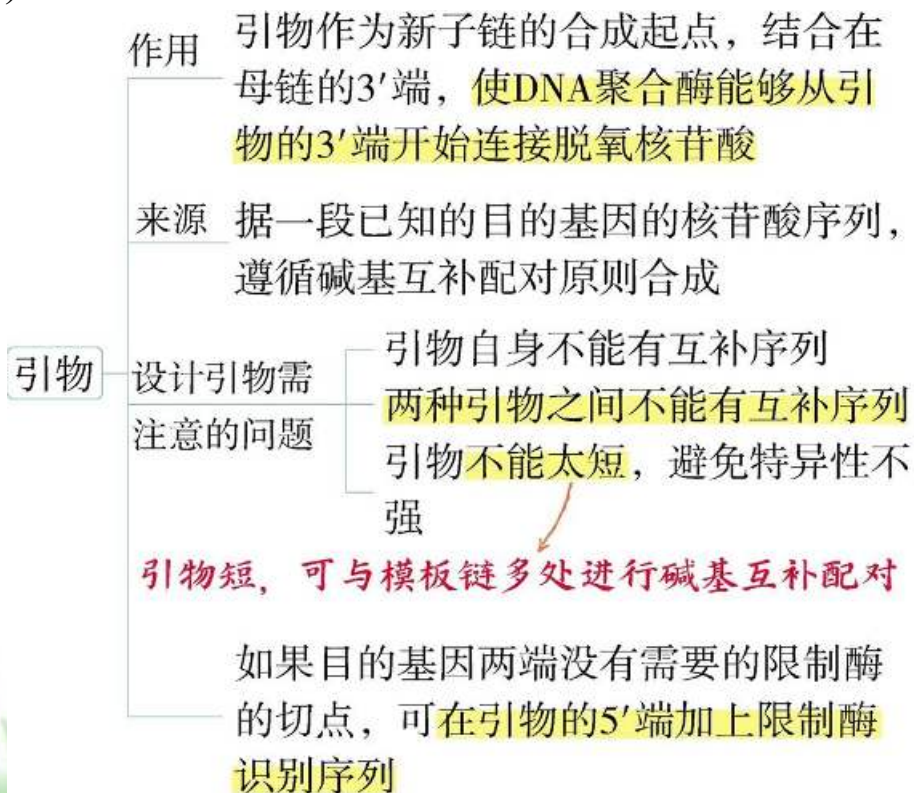 作用
引物作为新子链的合成起点，结合在
母链的3′端，使DNA聚合酶能够从引
物的3′端开始连接脱氧核苷酸
来源
据一段已知的目的基因的核苷酸序列，
遵循碱基互补配对原则合成
引物
设计引物需
注意的问题
引物自身不能有互补序列
两种引物之间不能有互补序列
引物不能太短，避免特异性不
强
引物短，可与模板链多处进行碱基互补配对
如果目的基因两端没有需要的限制酶
的切点，可在引物的5′端加上限制酶
识别序列